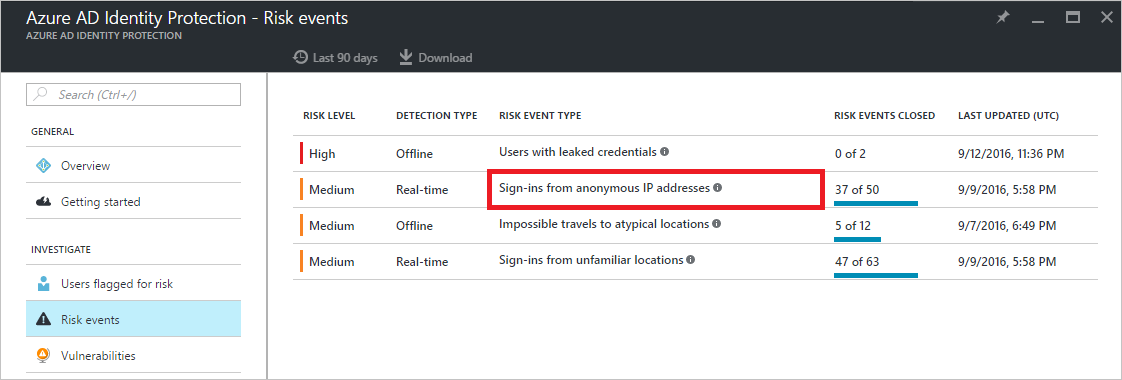 Azure AD Identity Protection - Risk events
AZURE AD IDENTITY PROTECTION
Last 90 days Download
Search (Ctrl+/)
GENERAL
Overview
Getting started
INVESTIGATE
Users flagged for risk
Risk events
Vulnerabilities
RISK LEVEL DETECTION TYPE RISK EVENT TYPE RISK EVENTS CLOSED LAST UPDATED (UTC)
High Offline Users with leaked credentials 0 of 2 9/12/2016, 11:36 PM
Medium Real-time Sign-ins from anonymous IP addresses 37 of 50 9/9/2016, 5:58 PM
Medium Offline Impossible travels to atypical locations 5 of 12 9/7/2016, 6:49 PM
Medium Real-time Sign-ins from unfamiliar locations 47 of 63 9/9/2016, 5:58 PM